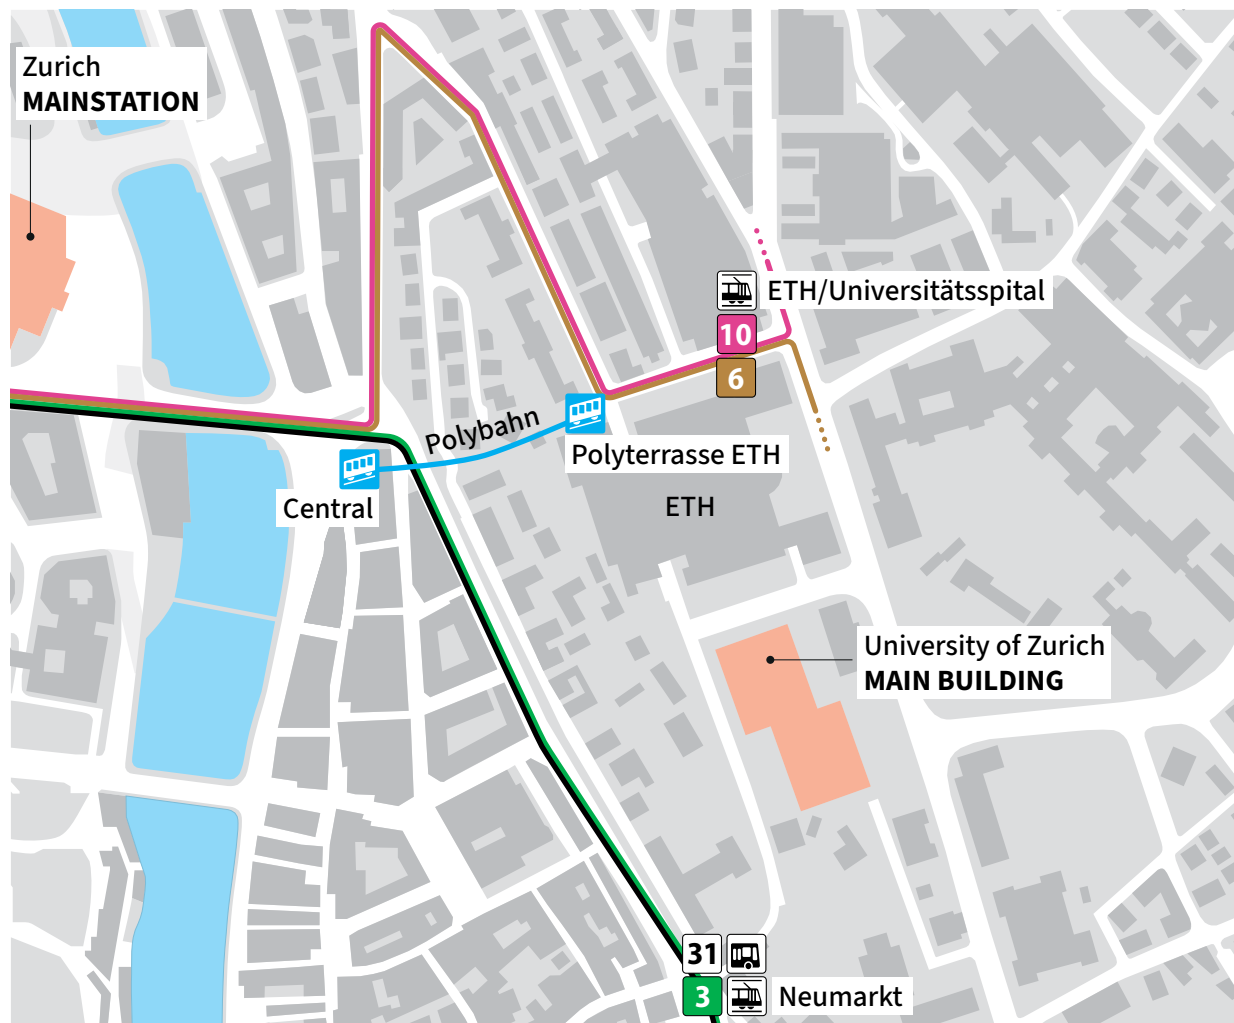 Zurich
MAINSTATION
ETH/Universitätsspital
10
6
Polybahn
Polyterrasse ETH
Central
ETH
University of Zurich
MAIN BUILDING
31
3
Neumarkt